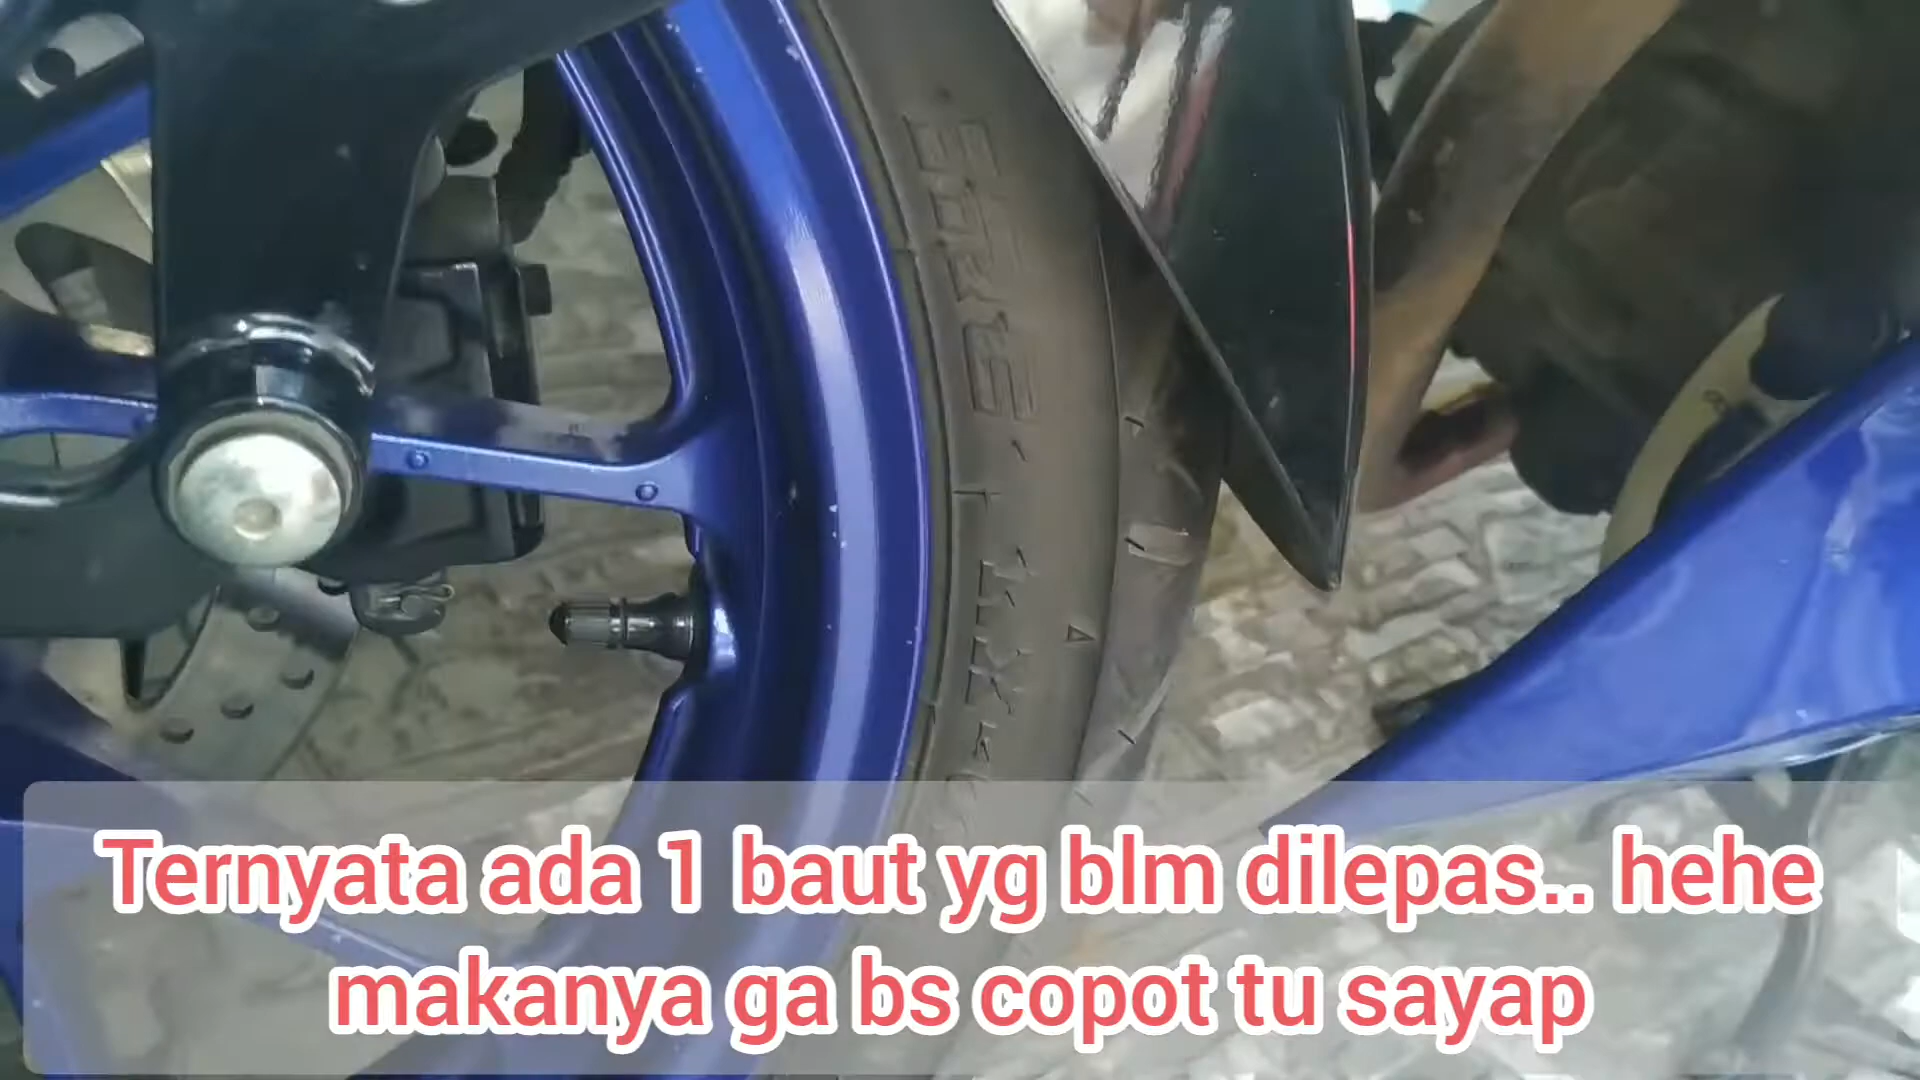 Ternyata ada 1 baut yg blm dilepas.. hehe
makanya ga bs copot tu sayap